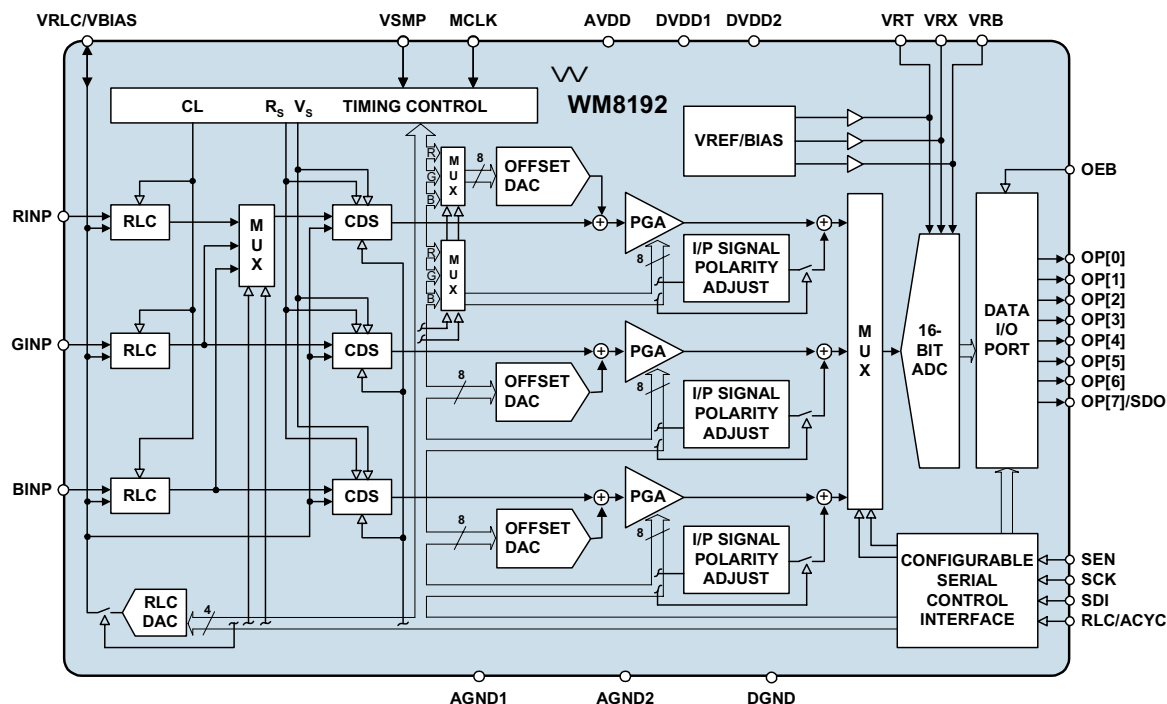 VRLC/VBIAS
VSMP
MCLK
AVDD
DVDD1
DVDD2
VRT
VRX
VRB
CL
RS VS
TIMING CONTROL
WM8192
VREF/BIAS
OEB
R
G
B
MUX
8
OFFSET
DAC
RINP
RLC
MUX
CDS
+
PGA
8
I/P SIGNAL
POLARITY
ADJUST
+
R
G
B
MUX
MUX
16-
BIT
ADC
DATA
I/O
PORT
OP[0]
OP[1]
OP[2]
OP[3]
OP[4]
OP[5]
OP[6]
OP[7]/SDO
GINP
RLC
CDS
8
OFFSET
DAC
+
PGA
8
I/P SIGNAL
POLARITY
ADJUST
+
BINP
RLC
CDS
8
OFFSET
DAC
+
PGA
8
I/P SIGNAL
POLARITY
ADJUST
+
CONFIGURABLE
SERIAL
CONTROL
INTERFACE
SEN
SCK
SDI
RLC/ACYC
RLC
DAC
4
AGND1
AGND2
DGND